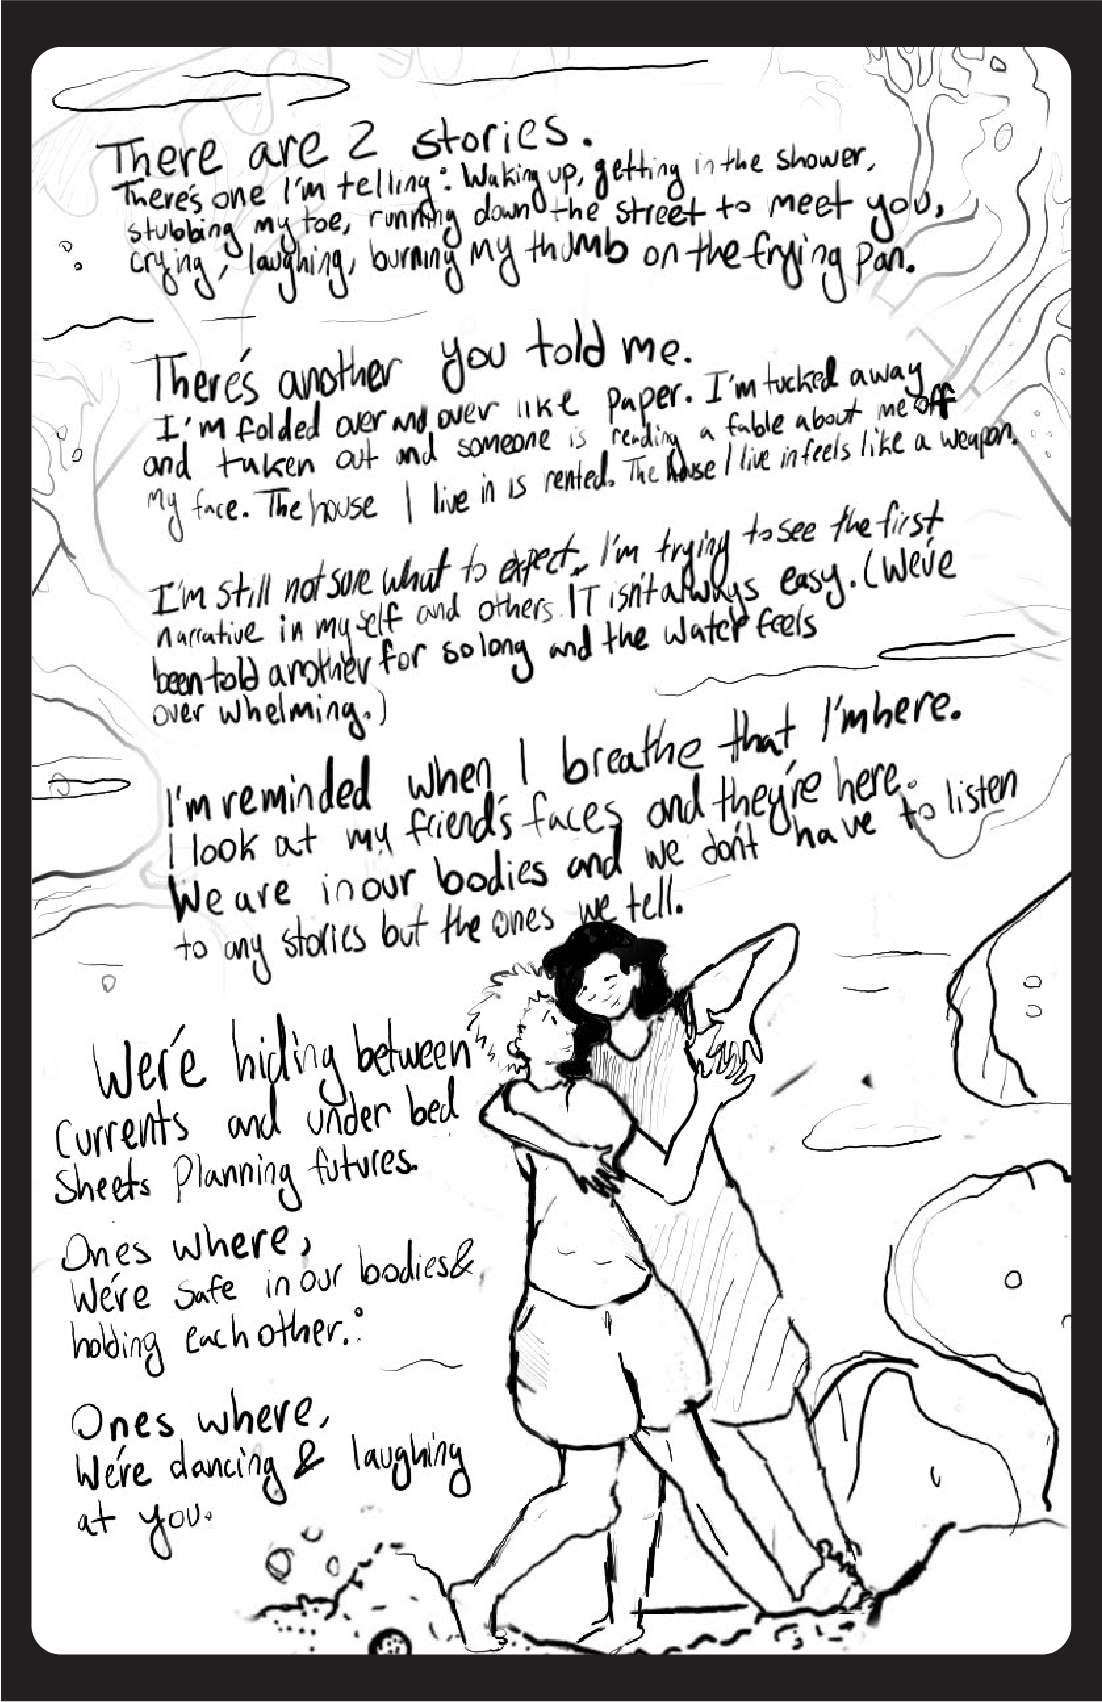 There are 2 stories.
There's one I'm telling: Waking up, getting in the shower,
stubbing my toe, running down the street to meet you,
crying, laughing, burning my thumb on the frying pan.
There's another you told me.
I'm folded over and over like paper. I'm tucked away
and taken out and someone is reading a fable about me off
my face. The house I live in is rented. The house I live in feels like a weapon.
I'm still not sure what to expect. I'm trying to see the first
narrative in myself and others. IT isn't always easy. (We've
been told another for so long and the water feels
over whelming.)
I'm reminded when I breathe that I'm here.
I look at my friend's faces and they're here.
We are in our bodies and we don't have to listen
to any stories but the ones we tell.
We're hiding between
Currents and under bed
Sheets Planning futures.
Ones where,
We're safe in our bodies &
holding each other.
Ones where,
We're dancing & laughing
at you.